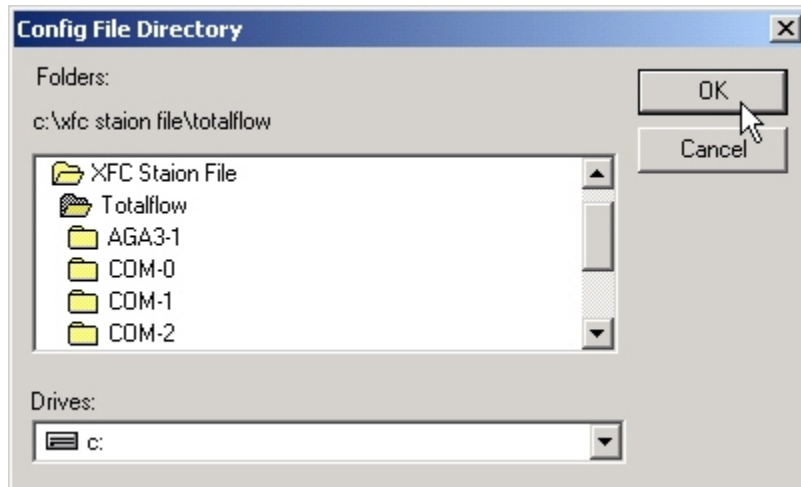 Config File Directory
Folders:
c:\xfc staion file\totalflow
XFC Staion File
Totalflow
AGA3-1
COM-0
COM-1
COM-2
Drives:
c:
OK
Cancel